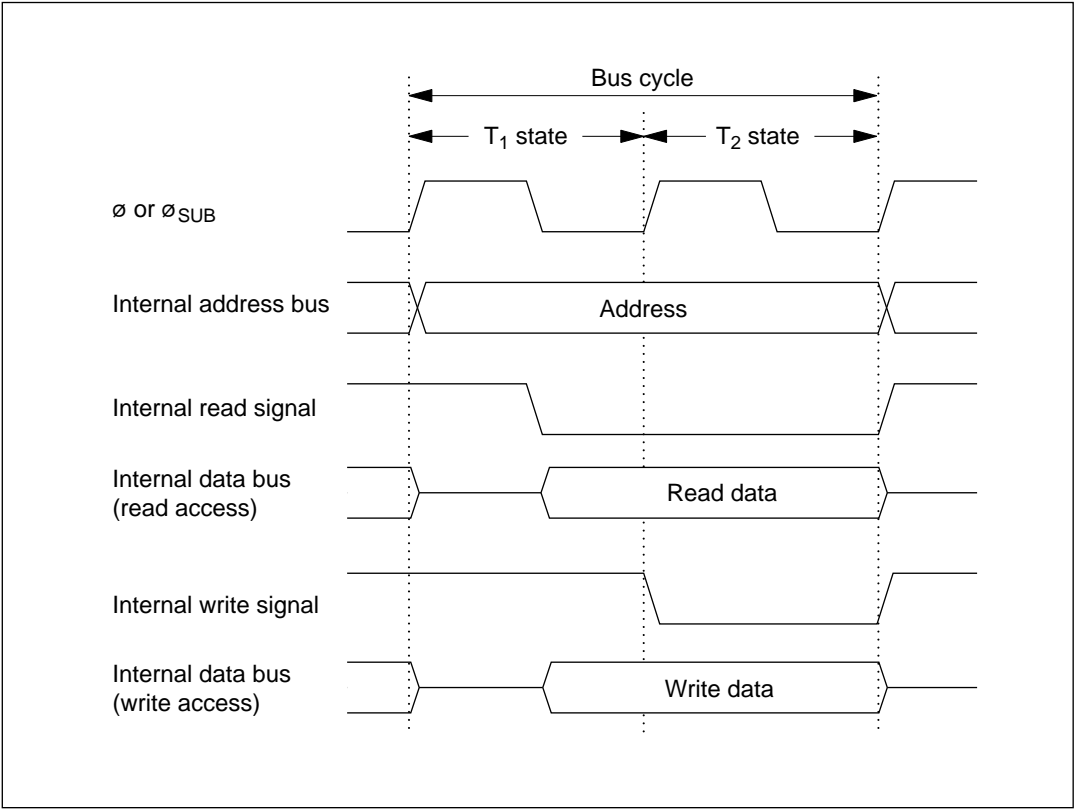 Bus cycle
T₁ state
T₂ state
ø or øSUB
Internal address bus
Address
Internal read signal
Internal data bus
(read access)
Read data
Internal write signal
Internal data bus
(write access)
Write data